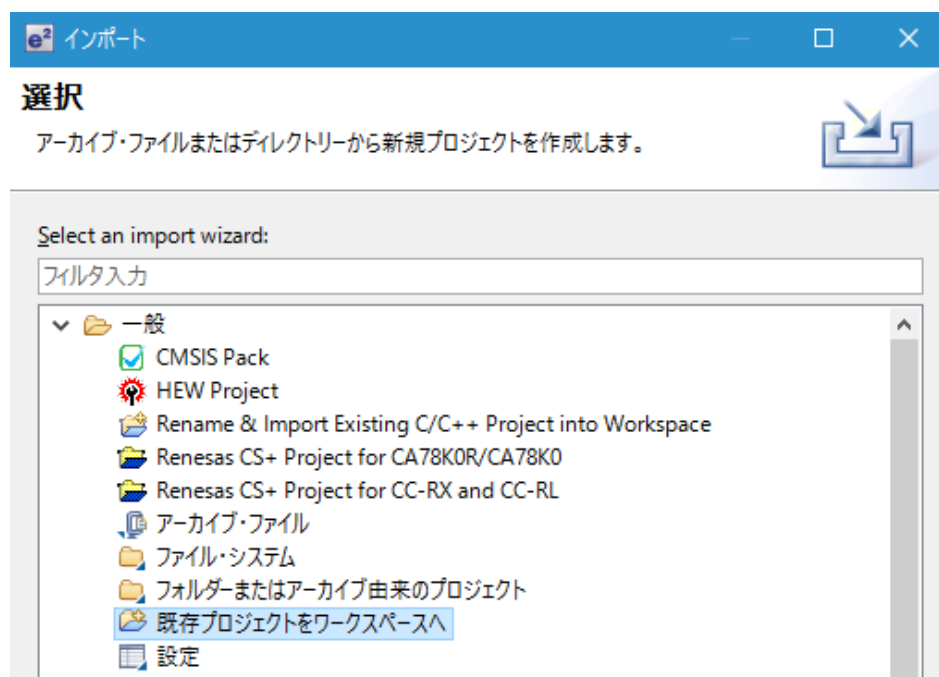 e² インポート
選択
アーカイブ・ファイルまたはディレクトリーから新規プロジェクトを作成します。
Select an import wizard:
フィルタ入力
一般
CMSIS Pack
HEW Project
Rename & Import Existing C/C++ Project into Workspace
Renesas CS+ Project for CA78K0R/CA78K0
Renesas CS+ Project for CC-RX and CC-RL
アーカイブ・ファイル
ファイル・システム
フォルダーまたはアーカイブ由来のプロジェクト
既存プロジェクトをワークスペースへ
設定